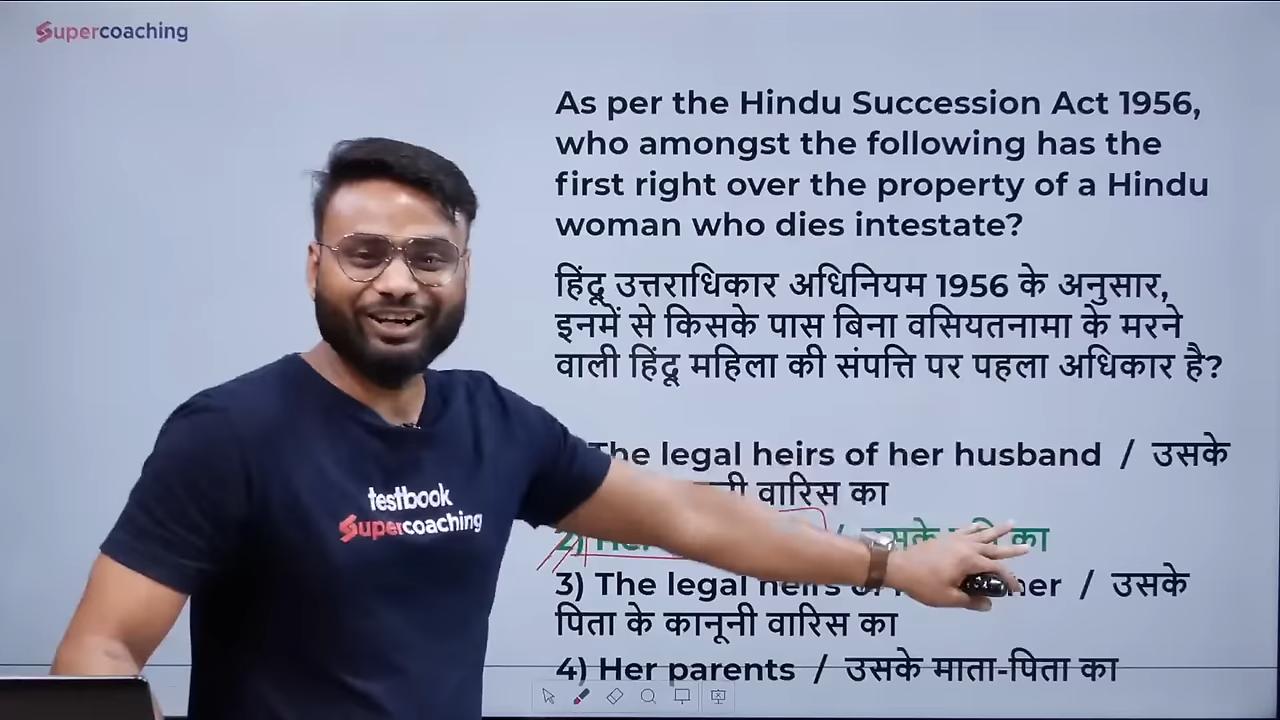 Supercoaching
As per the Hindu Succession Act 1956,
who amongst the following has the
first right over the property of a Hindu
woman who dies intestate?
हिंदू उत्तराधिकार अधिनियम 1956 के अनुसार,
इनमें से किसके पास बिना वसियतनामा के मरने
वाली हिंदू महिला की संपत्ति पर पहला अधिकार है?
The legal heirs of her husband / उसके
वारिस का
2) Her / उसके का
3) The legal heirs / उसके
पिता के कानूनी वारिस का
4) Her parents / उसके माता-पिता का
testbook
Supercoaching